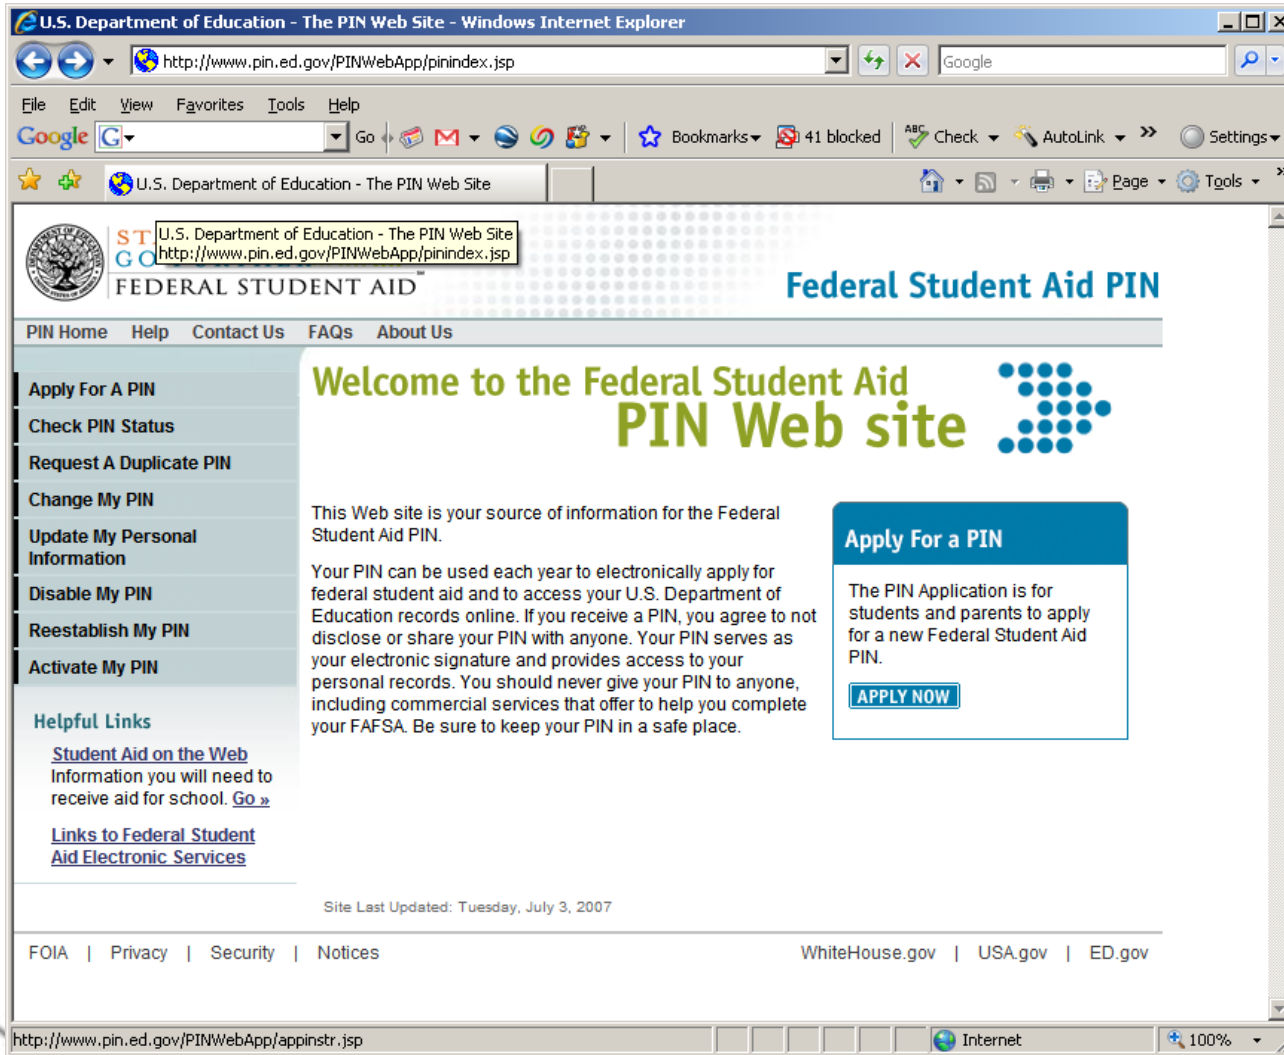 U.S. Department of Education - The PIN Web Site - Windows Internet Explorer
http://www.pin.ed.gov/PINWebApp/pinindex.jsp
Google
File Edit View Favorites Tools Help
Google G Go Bookmarks 41 blocked ABC Check AutoLink >> Settings
U.S. Department of Education - The PIN Web Site
Page Tools »
U.S. Department of Education - The PIN Web Site
http://www.pin.ed.gov/PINWebApp/pinindex.jsp
FEDERAL STUDENT AID
Federal Student Aid PIN
PIN Home Help Contact Us FAQs About Us
Apply For A PIN
Check PIN Status
Request A Duplicate PIN
Change My PIN
Update My Personal
Information
Disable My PIN
Reestablish My PIN
Activate My PIN
Helpful Links
Student Aid on the Web
Information you will need to
receive aid for school. Go »
Links to Federal Student
Aid Electronic Services
Welcome to the Federal Student Aid
PIN Web site
This Web site is your source of information for the Federal
Student Aid PIN.
Your PIN can be used each year to electronically apply for
federal student aid and to access your U.S. Department of
Education records online. If you receive a PIN, you agree to not
disclose or share your PIN with anyone. Your PIN serves as
your electronic signature and provides access to your
personal records. You should never give your PIN to anyone,
including commercial services that offer to help you complete
your FAFSA. Be sure to keep your PIN in a safe place.
Apply For a PIN
The PIN Application is for
students and parents to apply
for a new Federal Student Aid
PIN.
APPLY NOW
Site Last Updated: Tuesday, July 3, 2007
FOIA | Privacy | Security | Notices
WhiteHouse.gov | USA.gov | ED.gov
http://www.pin.ed.gov/PINWebApp/appinstr.jsp
Internet
100%